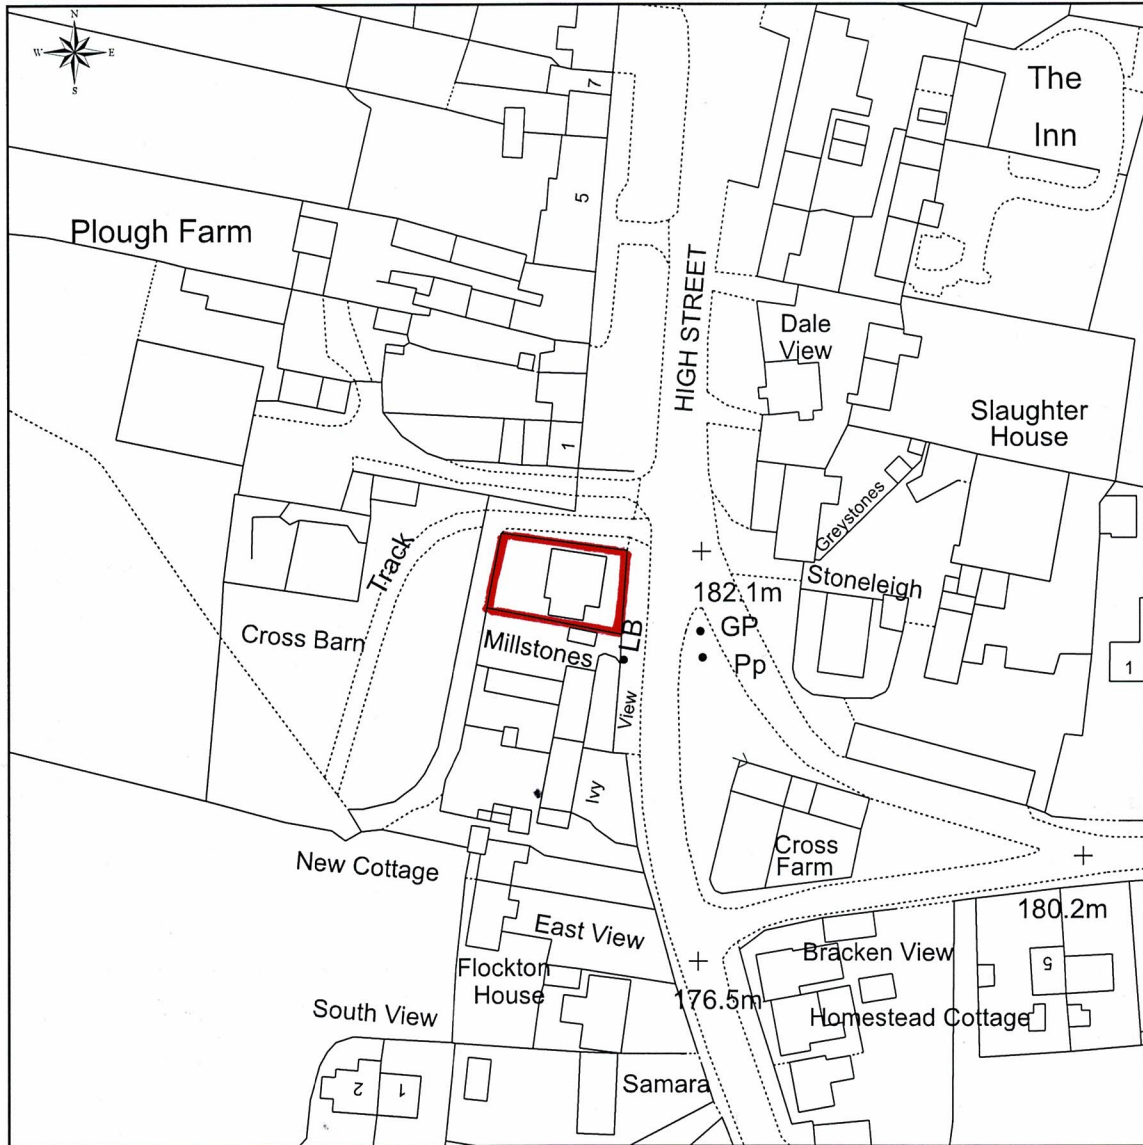 N
W E
S
The
Inn
7
5
Plough Farm
HIGH STREET
Dale
View
Slaughter
House
1
Greystones
Track
Stoneleigh
182.1m
Cross Barn
Millstones
LB
GP
Pp
1
View
Ivy
Cross
Farm
New Cottage
180.2m
East View
Bracken View
5
Flockton
House
176.5m
South View
Homestead Cottage
2
1
Samara